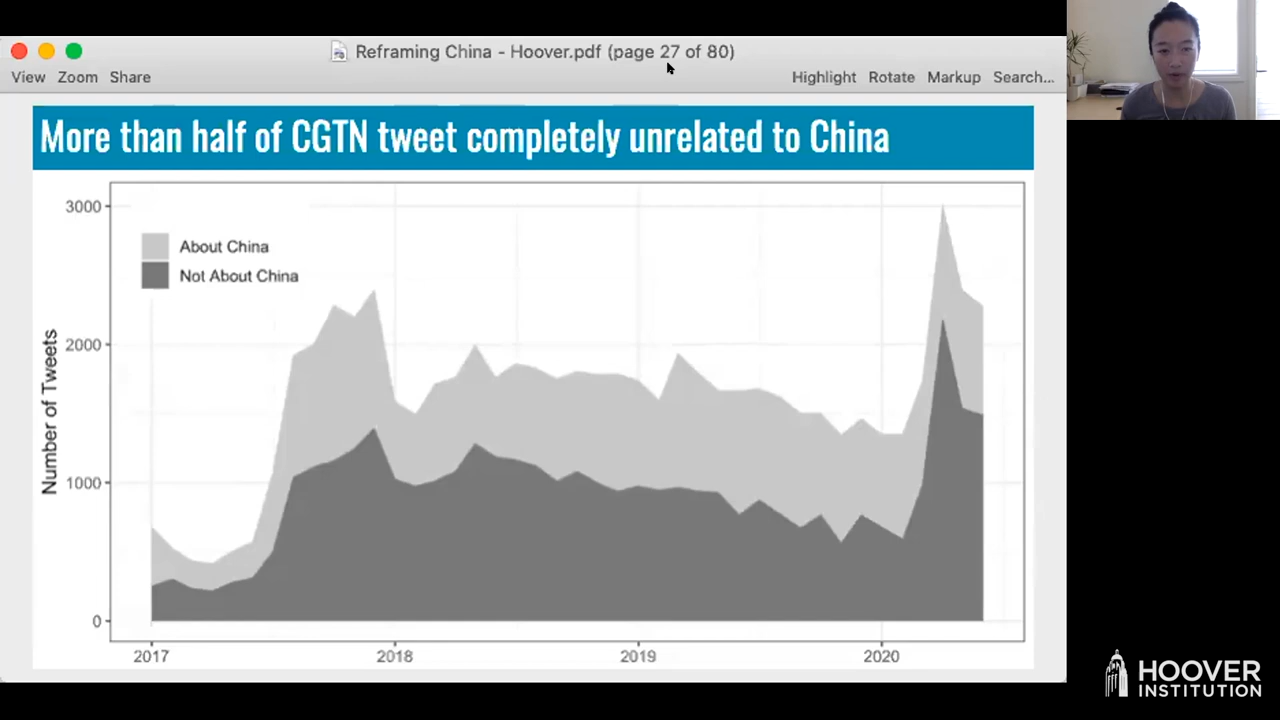 Reframing China - Hoover.pdf (page 27 of 80)
View Zoom Share Highlight Rotate Markup Search...
More than half of CGTN tweet completely unrelated to China
3000
About China
Not About China
2000
Number of Tweets
1000
0
2017 2018 2019 2020
HOOVER
INSTITUTION